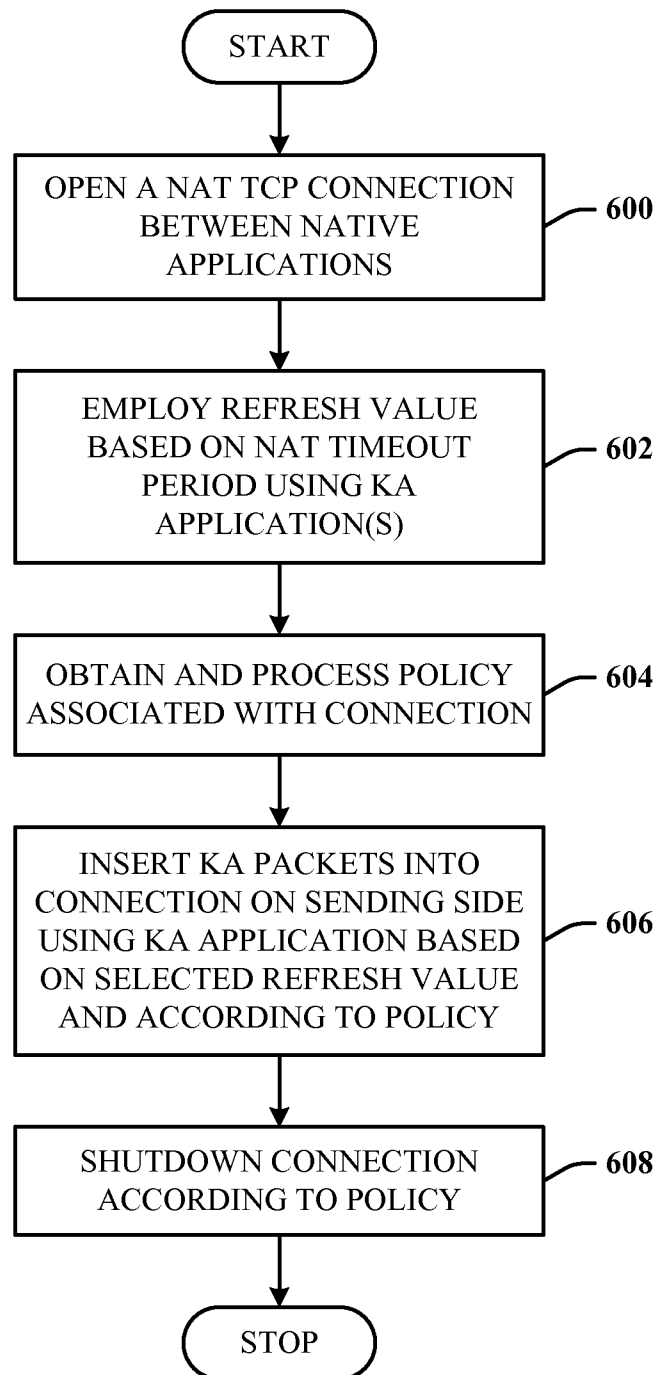 START
OPEN A NAT TCP CONNECTION
BETWEEN NATIVE
APPLICATIONS
600
EMPLOY REFRESH VALUE
BASED ON NAT TIMEOUT
PERIOD USING KA
APPLICATION(S)
602
OBTAIN AND PROCESS POLICY
ASSOCIATED WITH CONNECTION
604
INSERT KA PACKETS INTO
CONNECTION ON SENDING SIDE
USING KA APPLICATION BASED
ON SELECTED REFRESH VALUE
AND ACCORDING TO POLICY
606
SHUTDOWN CONNECTION
ACCORDING TO POLICY
608
STOP